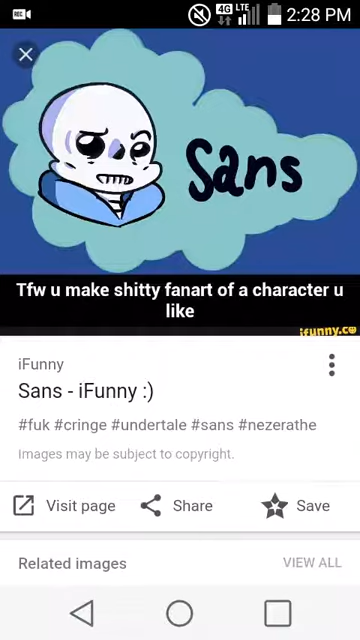 REC
4G LTE 2:28 PM
Sans
Tfw u make shitty fanart of a character u
like
ifunny.co
iFunny
Sans - iFunny :)
#fuk #cringe #undertale #sans #nezerathe
Images may be subject to copyright.
Visit page Share Save
Related images VIEW ALL